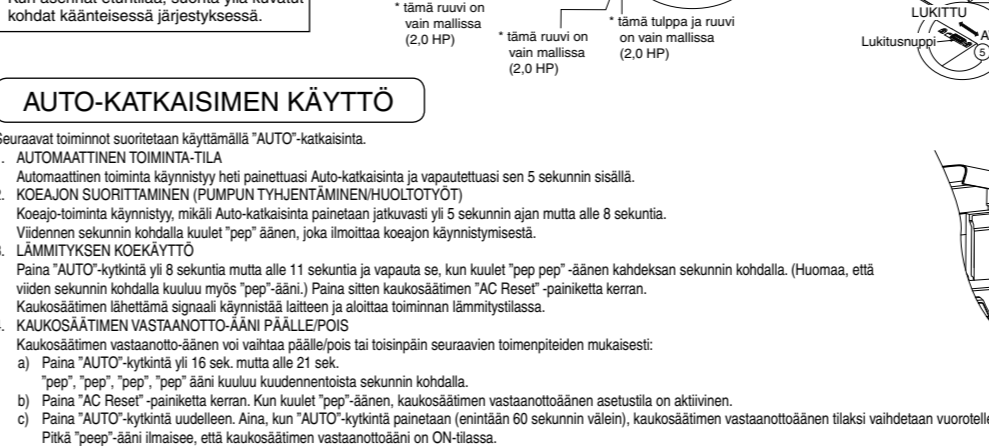 Kun asennat eturitilää, suorita yllä kuvatut
kohdat käänteisessä järjestyksessä.
* tämä ruuvi on
vain mallissa
(2,0 HP)
* tämä ruuvi on
vain mallissa
(2,0 HP)
* tämä tulppa ja ruuvi
on vain mallissa
(2,0 HP)
LUKITTU
Lukitusnuppi
5
AUTO-KATKAISIMEN KÄYTTÖ
Seuraavat toiminnot suoritetaan käyttämällä ”AUTO”-katkaisinta.
. AUTOMAATTINEN TOIMINTA-TILA
Automaattinen toiminta käynnistyy heti painettuasi Auto-katkaisinta ja vapautettuasi sen 5 sekunnin sisällä.
. KOEAJON SUORITTAMINEN (PUMPUN TYHJENTÄMINEN/HUOLTOTYÖT)
Koeajo-toiminta käynnistyy, mikäli Auto-katkaisinta painetaan jatkuvasti yli 5 sekunnin ajan mutta alle 8 sekuntia.
Viidennen sekunnin kohdalla kuulet ”pep” äänen, joka ilmoittaa koeajon käynnistymisestä.
. LÄMMITYKSEN KOEKÄYTTÖ
Paina ”AUTO”-kytkintä yli 8 sekuntia mutta alle 11 sekuntia ja vapauta se, kun kuulet ”pep pep” -äänen kahdeksan sekunnin kohdalla. (Huomaa, että
viiden sekunnin kohdalla kuuluu myös ”pep”-ääni.) Paina sitten kaukosäätimen ”AC Reset” -painiketta kerran.
Kaukosäätimen lähettämä signaali käynnistää laitteen ja aloittaa toiminnan lämmitystilassa.
. KAUKOSÄÄTIMEN VASTAANOTTO-ÄÄNI PÄÄLLE/POIS
Kaukosäätimen vastaanotto-äänen voi vaihtaa päälle/pois tai toisinpäin seuraavien toimenpiteiden mukaisesti:
a) Paina ”AUTO”-kytkintä yli 16 sek. mutta alle 21 sek.
”pep”, ”pep”, ”pep”, ”pep” ääni kuuluu kuudennentoista sekunnin kohdalla.
b) Paina ”AC Reset” -painiketta kerran. Kun kuulet ”pep”-äänen, kaukosäätimen vastaanottoäänen asetustila on aktiivinen.
c) Paina ”AUTO”-kytkintä uudelleen. Aina, kun ”AUTO”-kytkintä painetaan (enintään 60 sekunnin välein), kaukosäätimen vastaanottoäänen tilaksi vaihdetaan vuorotelle
Pitkä ”peep”-ääni ilmaisee, että kaukosäätimen vastaanottoääni on ON-tilassa.